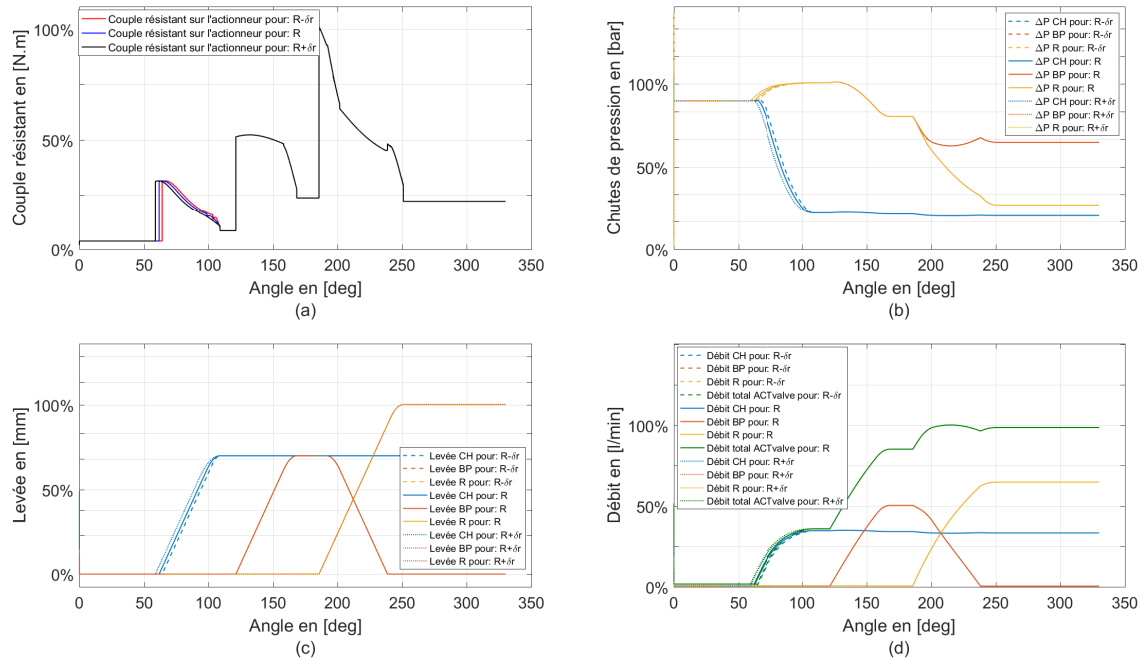 Couple résistant en [N.m]
100%
50%
0%
Couple résistant sur l'actionneur pour: R-δr
Couple résistant sur l'actionneur pour: R
Couple résistant sur l'actionneur pour: R+δr
0 50 100 150 200 250 300 350
Angle en [deg]
(a)
Chutes de pression en [bar]
100%
50%
0%
ΔP CH pour: R-δr
ΔP BP pour: R-δr
ΔP R pour: R-δr
ΔP CH pour: R
ΔP BP pour: R
ΔP R pour: R
ΔP CH pour: R+δr
ΔP BP pour: R+δr
ΔP R pour: R+δr
0 50 100 150 200 250 300 350
Angle en [deg]
(b)
Levée en [mm]
100%
50%
0%
Levée CH pour: R-δr
Levée BP pour: R-δr
Levée R pour: R-δr
Levée CH pour: R
Levée BP pour: R
Levée R pour: R
Levée CH pour: R+δr
Levée BP pour: R+δr
Levée R pour: R+δr
0 50 100 150 200 250 300 350
Angle en [deg]
(c)
Débit en [l/min]
100%
50%
0%
Débit CH pour: R-δr
Débit BP pour: R-δr
Débit R pour: R-δr
Débit total ACTvalve pour: R-δr
Débit CH pour: R
Débit BP pour: R
Débit R pour: R
Débit total ACTvalve pour: R
Débit CH pour: R+δr
Débit BP pour: R+δr
Débit R pour: R+δr
Débit total ACTvalve pour: R+δr
0 50 100 150 200 250 300 350
Angle en [deg]
(d)